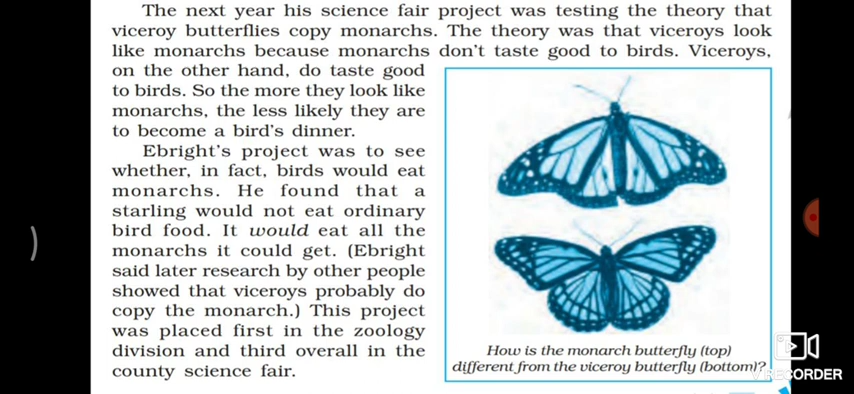 The next year his science fair project was testing the theory that
viceroy butterflies copy monarchs. The theory was that viceroys look
like monarchs because monarchs don't taste good to birds. Viceroys,
on the other hand, do taste good
to birds. So the more they look like
monarchs, the less likely they are
to become a bird's dinner.
Ebright's project was to see
whether, in fact, birds would eat
monarchs. He found that a
starling would not eat ordinary
bird food. It would eat all the
monarchs it could get. (Ebright
said later research by other people
showed that viceroys probably do
copy the monarch.) This project
was placed first in the zoology
division and third overall in the
county science fair.
How is the monarch butterfly (top)
different from the viceroy butterfly (bottom)?
RECORDER